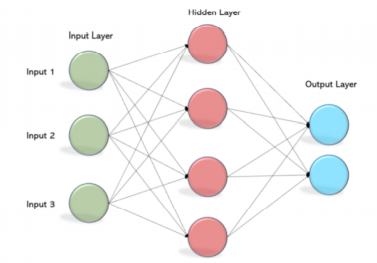 Hidden Layer
Input Layer
Input 1
Output Layer
Input 2
Input 3